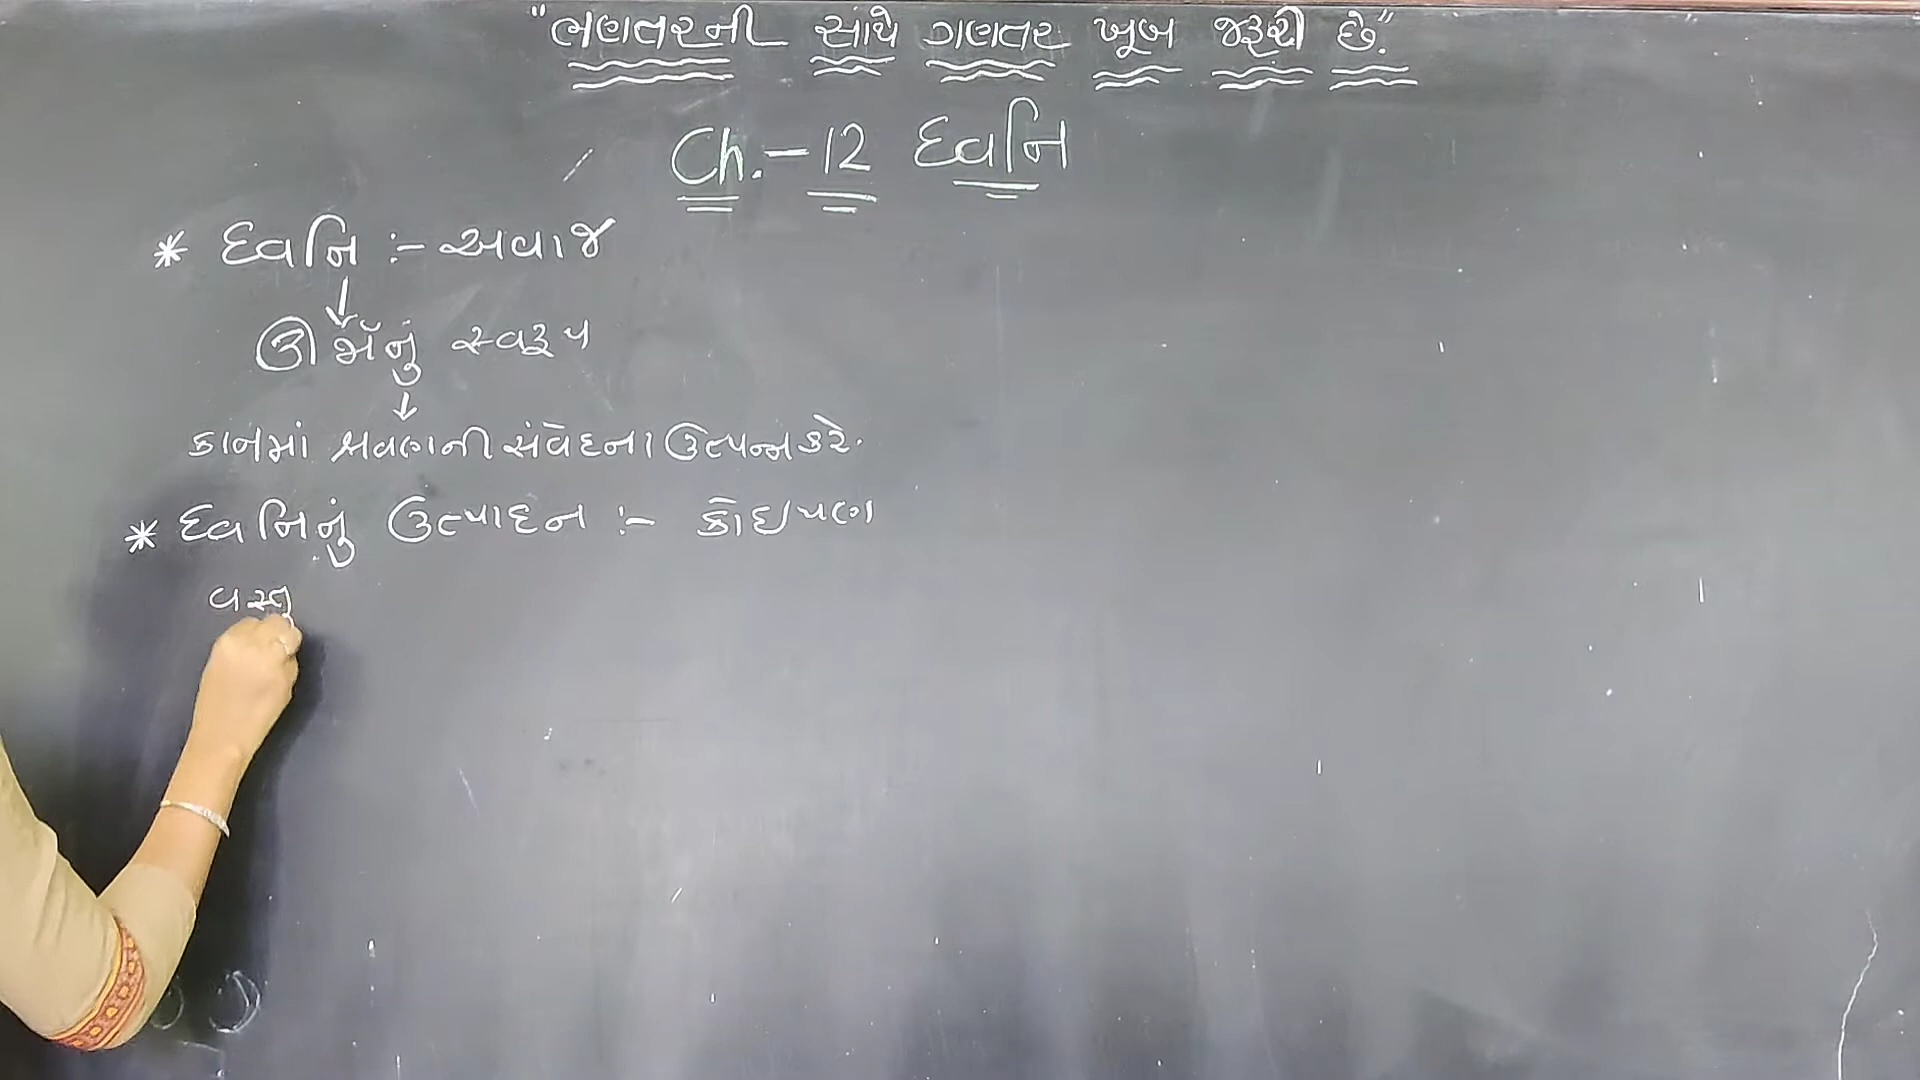 "ભણતરની સાથે ગણતર ખૂબ જરૂરી છે."
Ch.-12 ધ્વનિ
* ધ્વનિ :- અવાજ
↓
ઊર્જાનું સ્વરૂપ
↓
કાનમાં શ્રવણની સંવેદના ઉત્પન્ન કરે.
* ધ્વનિનું ઉત્પાદન :- કોઇપણ
વસ્તુ